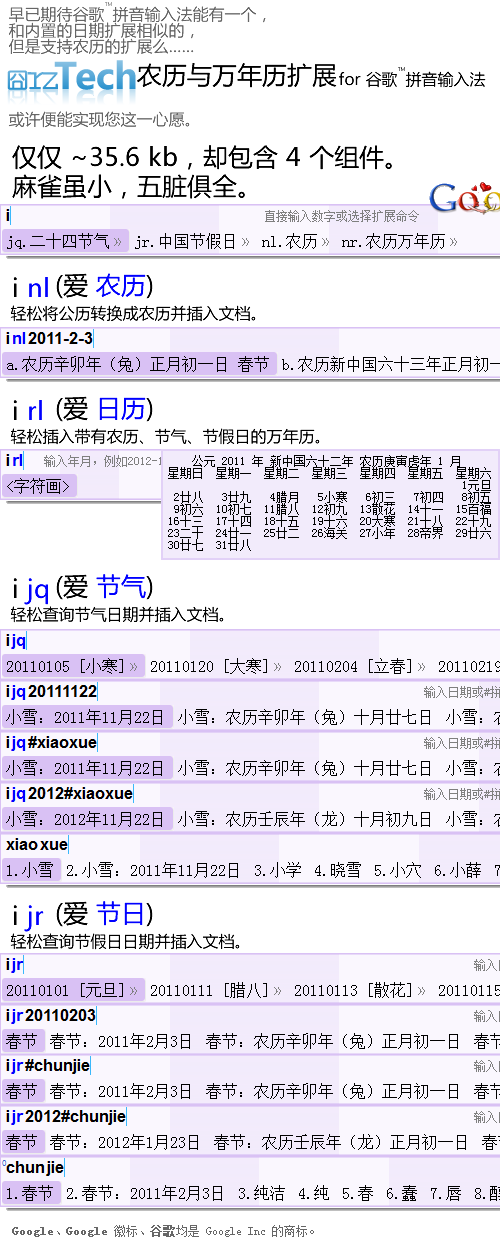 早已期待谷歌™拼音输入法能有一个，
和内置的日期扩展相似的，
但是支持农历的扩展么……
囧rzTech农历与万年历扩展for 谷歌™拼音输入法
或许便能实现您这一心愿。
仅仅 ~35.6 kb，却包含 4 个组件。
麻雀虽小，五脏俱全。
i 直接输入数字或选择扩展命令
jq.二十四节气» jr.中国节假日» nl.农历» nr.农历万年历»
i nl (爱 农历)
轻松将公历转换成农历并插入文档。
inl2011-2-3
a.农历辛卯年（兔）正月初一日 春节 b.农历新中国六十三年正月初一
i rl (爱 日历)
轻松插入带有农历、节气、节假日的万年历。
irl 输入年月，例如2012-1
<字符画>
公元 2011 年 新中国六十二年 农历庚寅虎年 1 月
星期日 星期一 星期二 星期三 星期四 星期五 星期六
1元旦
2廿八 3廿九 4腊月 5小寒 6初三 7初四 8初五
9初六 10初七 11腊八 12初九 13散花 14十一 15百福
16十三 17十四 18十五 19十六 20大寒 21十八 22十九
23二十 24廿一 25廿二 26海关 27小年 28帝界 29廿六
30廿七 31廿八
i jq (爱 节气)
轻松查询节气日期并插入文档。
ijq
20110105 [小寒]» 20110120 [大寒]» 20110204 [立春]» 20110219
ijq20111122 输入日期或#拼
小雪：2011年11月22日 小雪：农历辛卯年（兔）十月廿七日 小雪：农
ijq#xiaoxue 输入日期或#拼
小雪：2011年11月22日 小雪：农历辛卯年（兔）十月廿七日 小雪：农
ijq2012#xiaoxue 输入日期或#拼
小雪：2012年11月22日 小雪：农历壬辰年（龙）十月初九日 小雪：农
xiao xue
1.小雪 2.小雪：2011年11月22日 3.小学 4.晓雪 5.小穴 6.小薛 7
i jr (爱 节日)
轻松查询节假日日期并插入文档。
ijr 输入
20110101 [元旦]» 20110111 [腊八]» 20110113 [散花]» 20110115
ijr20110203 输入
春节 春节：2011年2月3日 春节：农历辛卯年（兔）正月初一日 春节
ijr#chunjie 输入
春节 春节：2011年2月3日 春节：农历辛卯年（兔）正月初一日 春节
ijr2012#chunjie 输入
春节 春节：2012年1月23日 春节：农历壬辰年（龙）正月初一日 春
chun jie
1.春节 2.春节：2011年2月3日 3.纯洁 4.纯 5.春 6.蠢 7.唇 8.醇
Google、Google 徽标、谷歌均是 Google Inc 的商标。